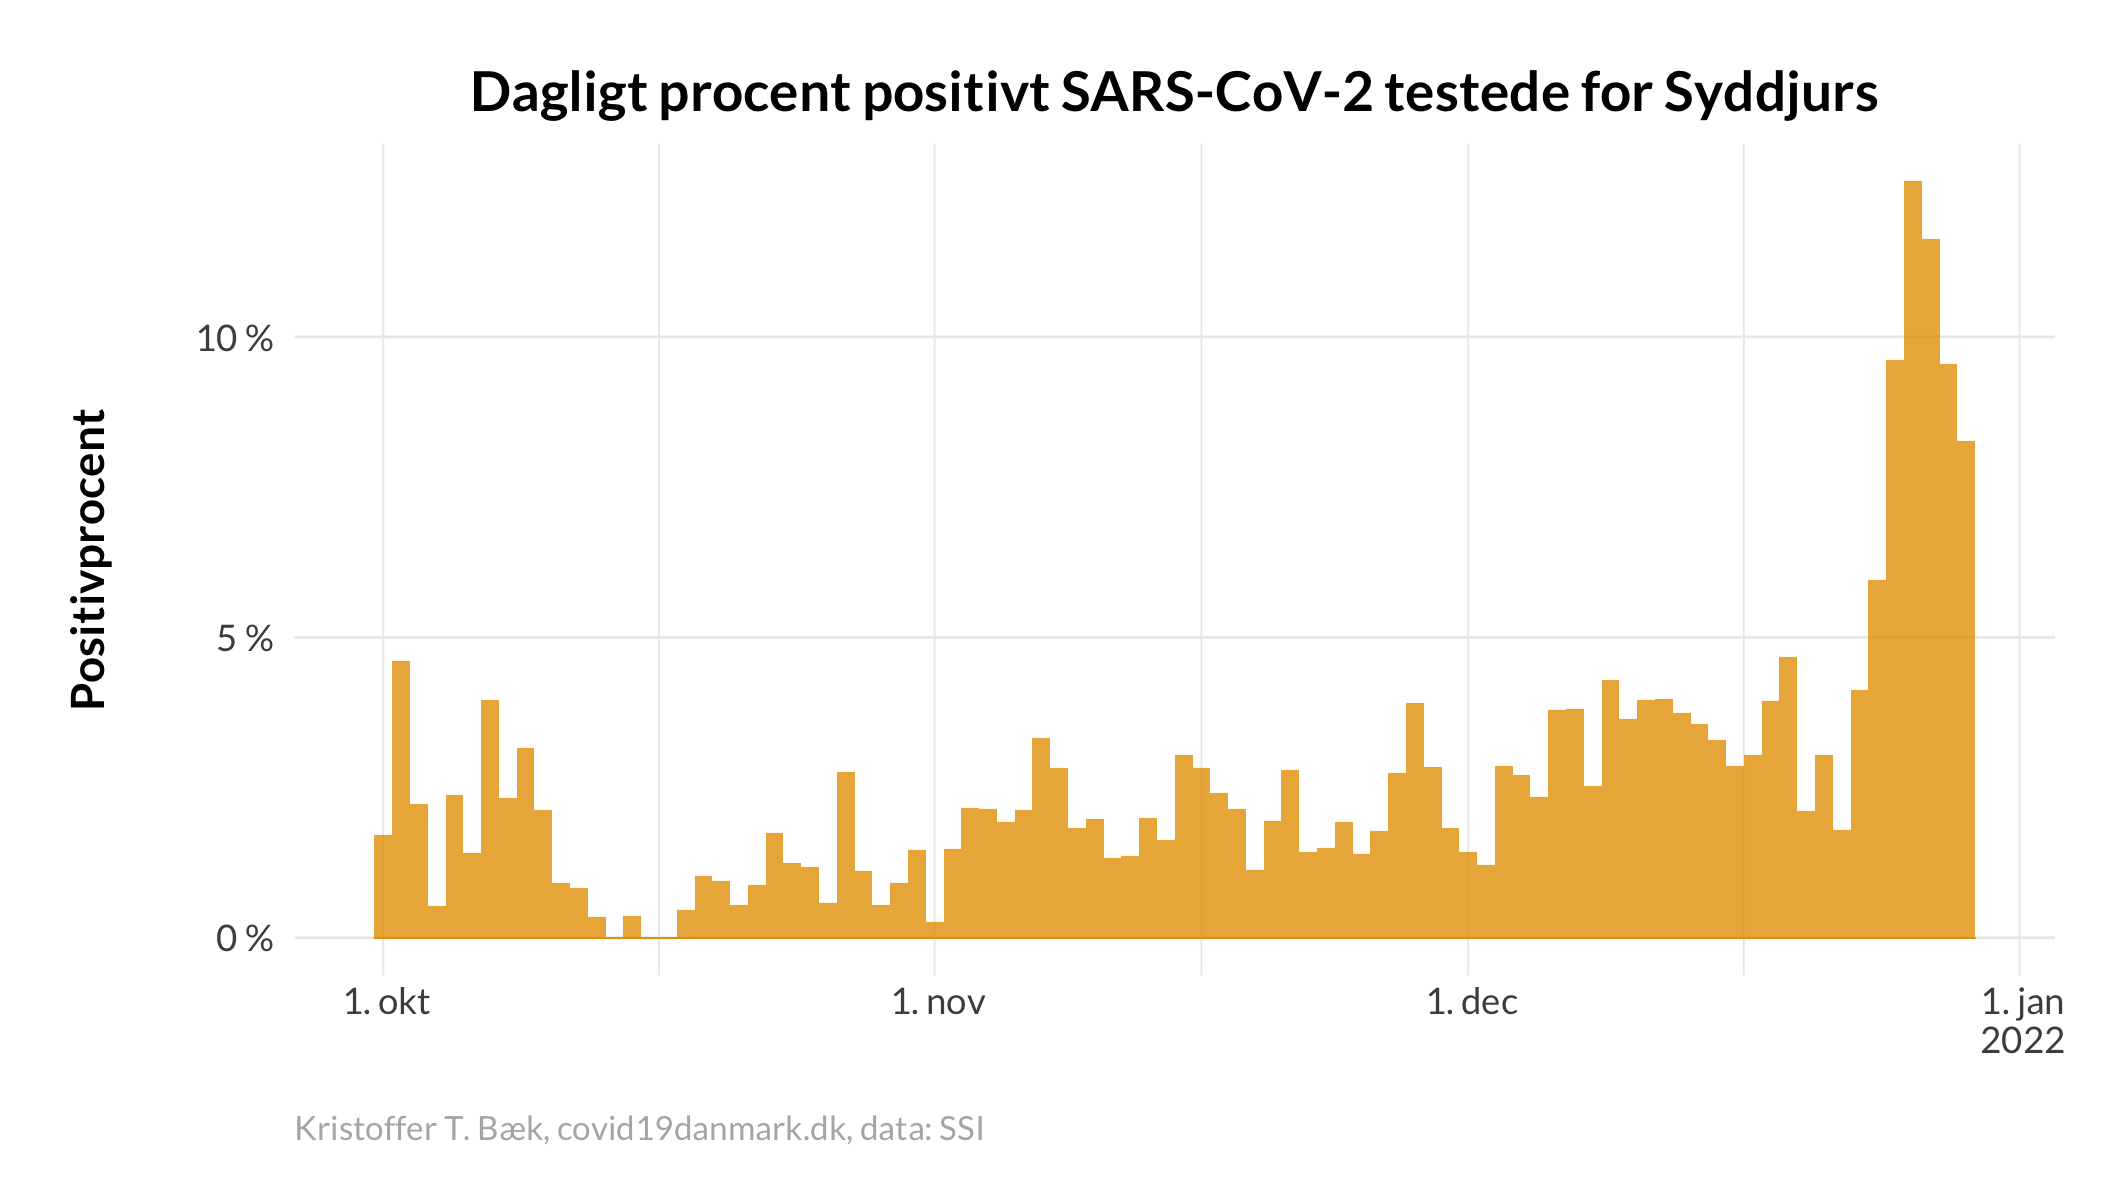 Dagligt procent positivt SARS-CoV-2 testede for Syddjurs
Positivprocent
10 %
5 %
0 %
1. okt
1. nov
1. dec
1. jan
2022
Kristoffer T. Bæk, covid19danmark.dk, data: SSI